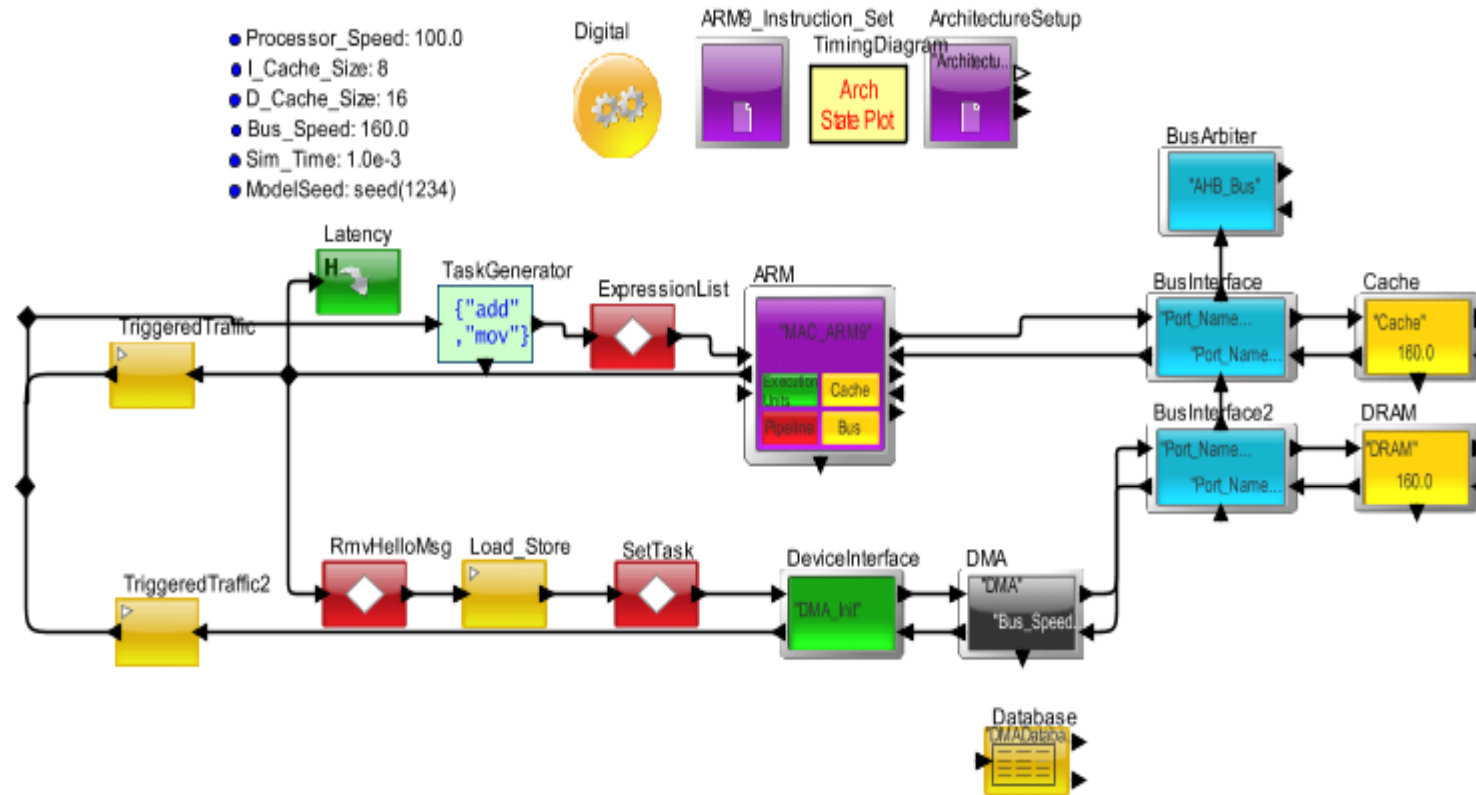 Processor_Speed: 100.0
I_Cache_Size: 8
D_Cache_Size: 16
Bus_Speed: 160.0
Sim_Time: 1.0e-3
ModelSeed: seed(1234)
Digital
ARM9_Instruction_Set
TimingDiagram
Arch
State Plot
ArchitectureSetup
"Architectu...
BusArbiter
"AHB_Bus"
Latency
H
TaskGenerator
{"add"
,"mov"}
ExpressionList
ARM
"MAC_ARM9"
Execution
Units
Cache
Pipeline
Bus
BusInterface
"Port_Name...
"Port_Name...
Cache
"Cache"
160.0
TriggeredTraffic
BusInterface2
"Port_Name...
"Port_Name...
DRAM
"DRAM"
160.0
RmvHelloMsg
Load_Store
SetTask
DeviceInterface
"DMA_Init"
DMA
"DMA"
"Bus_Speed...
TriggeredTraffic2
Database
"DMADataba...